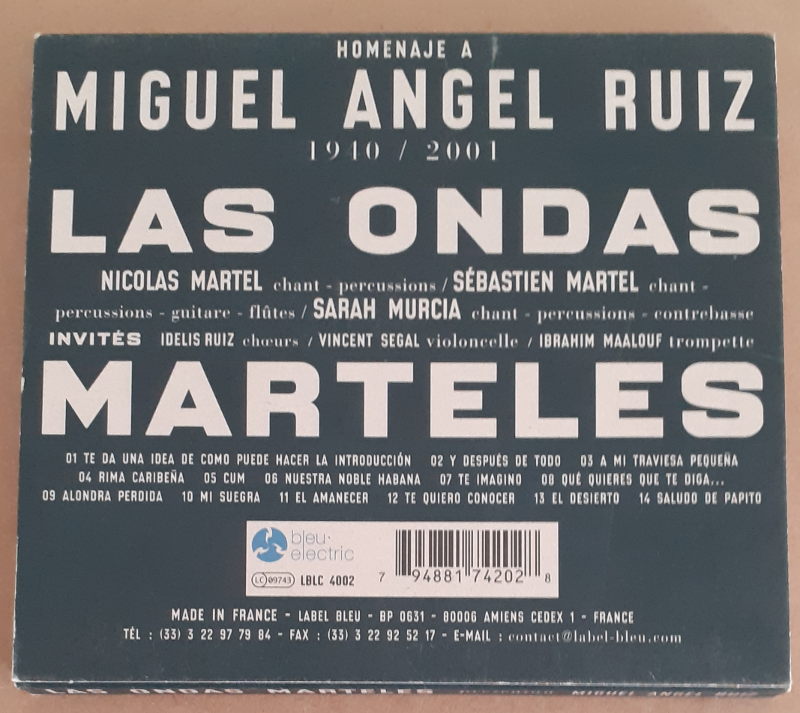 HOMENAJE A
MIGUEL ANGEL RUIZ
1940 / 2001
LAS ONDAS
NICOLAS MARTEL chant - percussions / SÉBASTIEN MARTEL chant -
percussions - guitare - flûtes / SARAH MURCIA chant - percussions - contrebasse
INVITÉS IDELIS RUIZ chœurs / VINCENT SEGAL violoncelle / IBRAHIM MAALOUF trompette
MARTELES
01 TE DA UNA IDEA DE COMO PUEDE HACER LA INTRODUCCIÓN 02 Y DESPUÉS DE TODO 03 A MI TRAVIESA PEQUEÑA
04 RIMA CARIBEÑA 05 CUM 06 NUESTRA NOBLE HABANA 07 TE IMAGINO 08 QUÉ QUIERES QUE TE DIGA...
09 ALONDRA PERDIDA 10 MI SUEGRA 11 EL AMANECER 12 TE QUIERO CONOCER 13 EL DESIERTO 14 SALUDO DE PAPITO
bleu·
electric
LC 09743 LBLC 4002
7 94881 74202 8
MADE IN FRANCE - LABEL BLEU - BP 0631 - 80006 AMIENS CEDEX 1 - FRANCE
TÉL : (33) 3 22 97 79 84 - FAX : (33) 3 22 92 52 17 - E-MAIL : contact@label-bleu.com
LAS ONDAS MARTELES MIGUEL ANGEL RUIZ